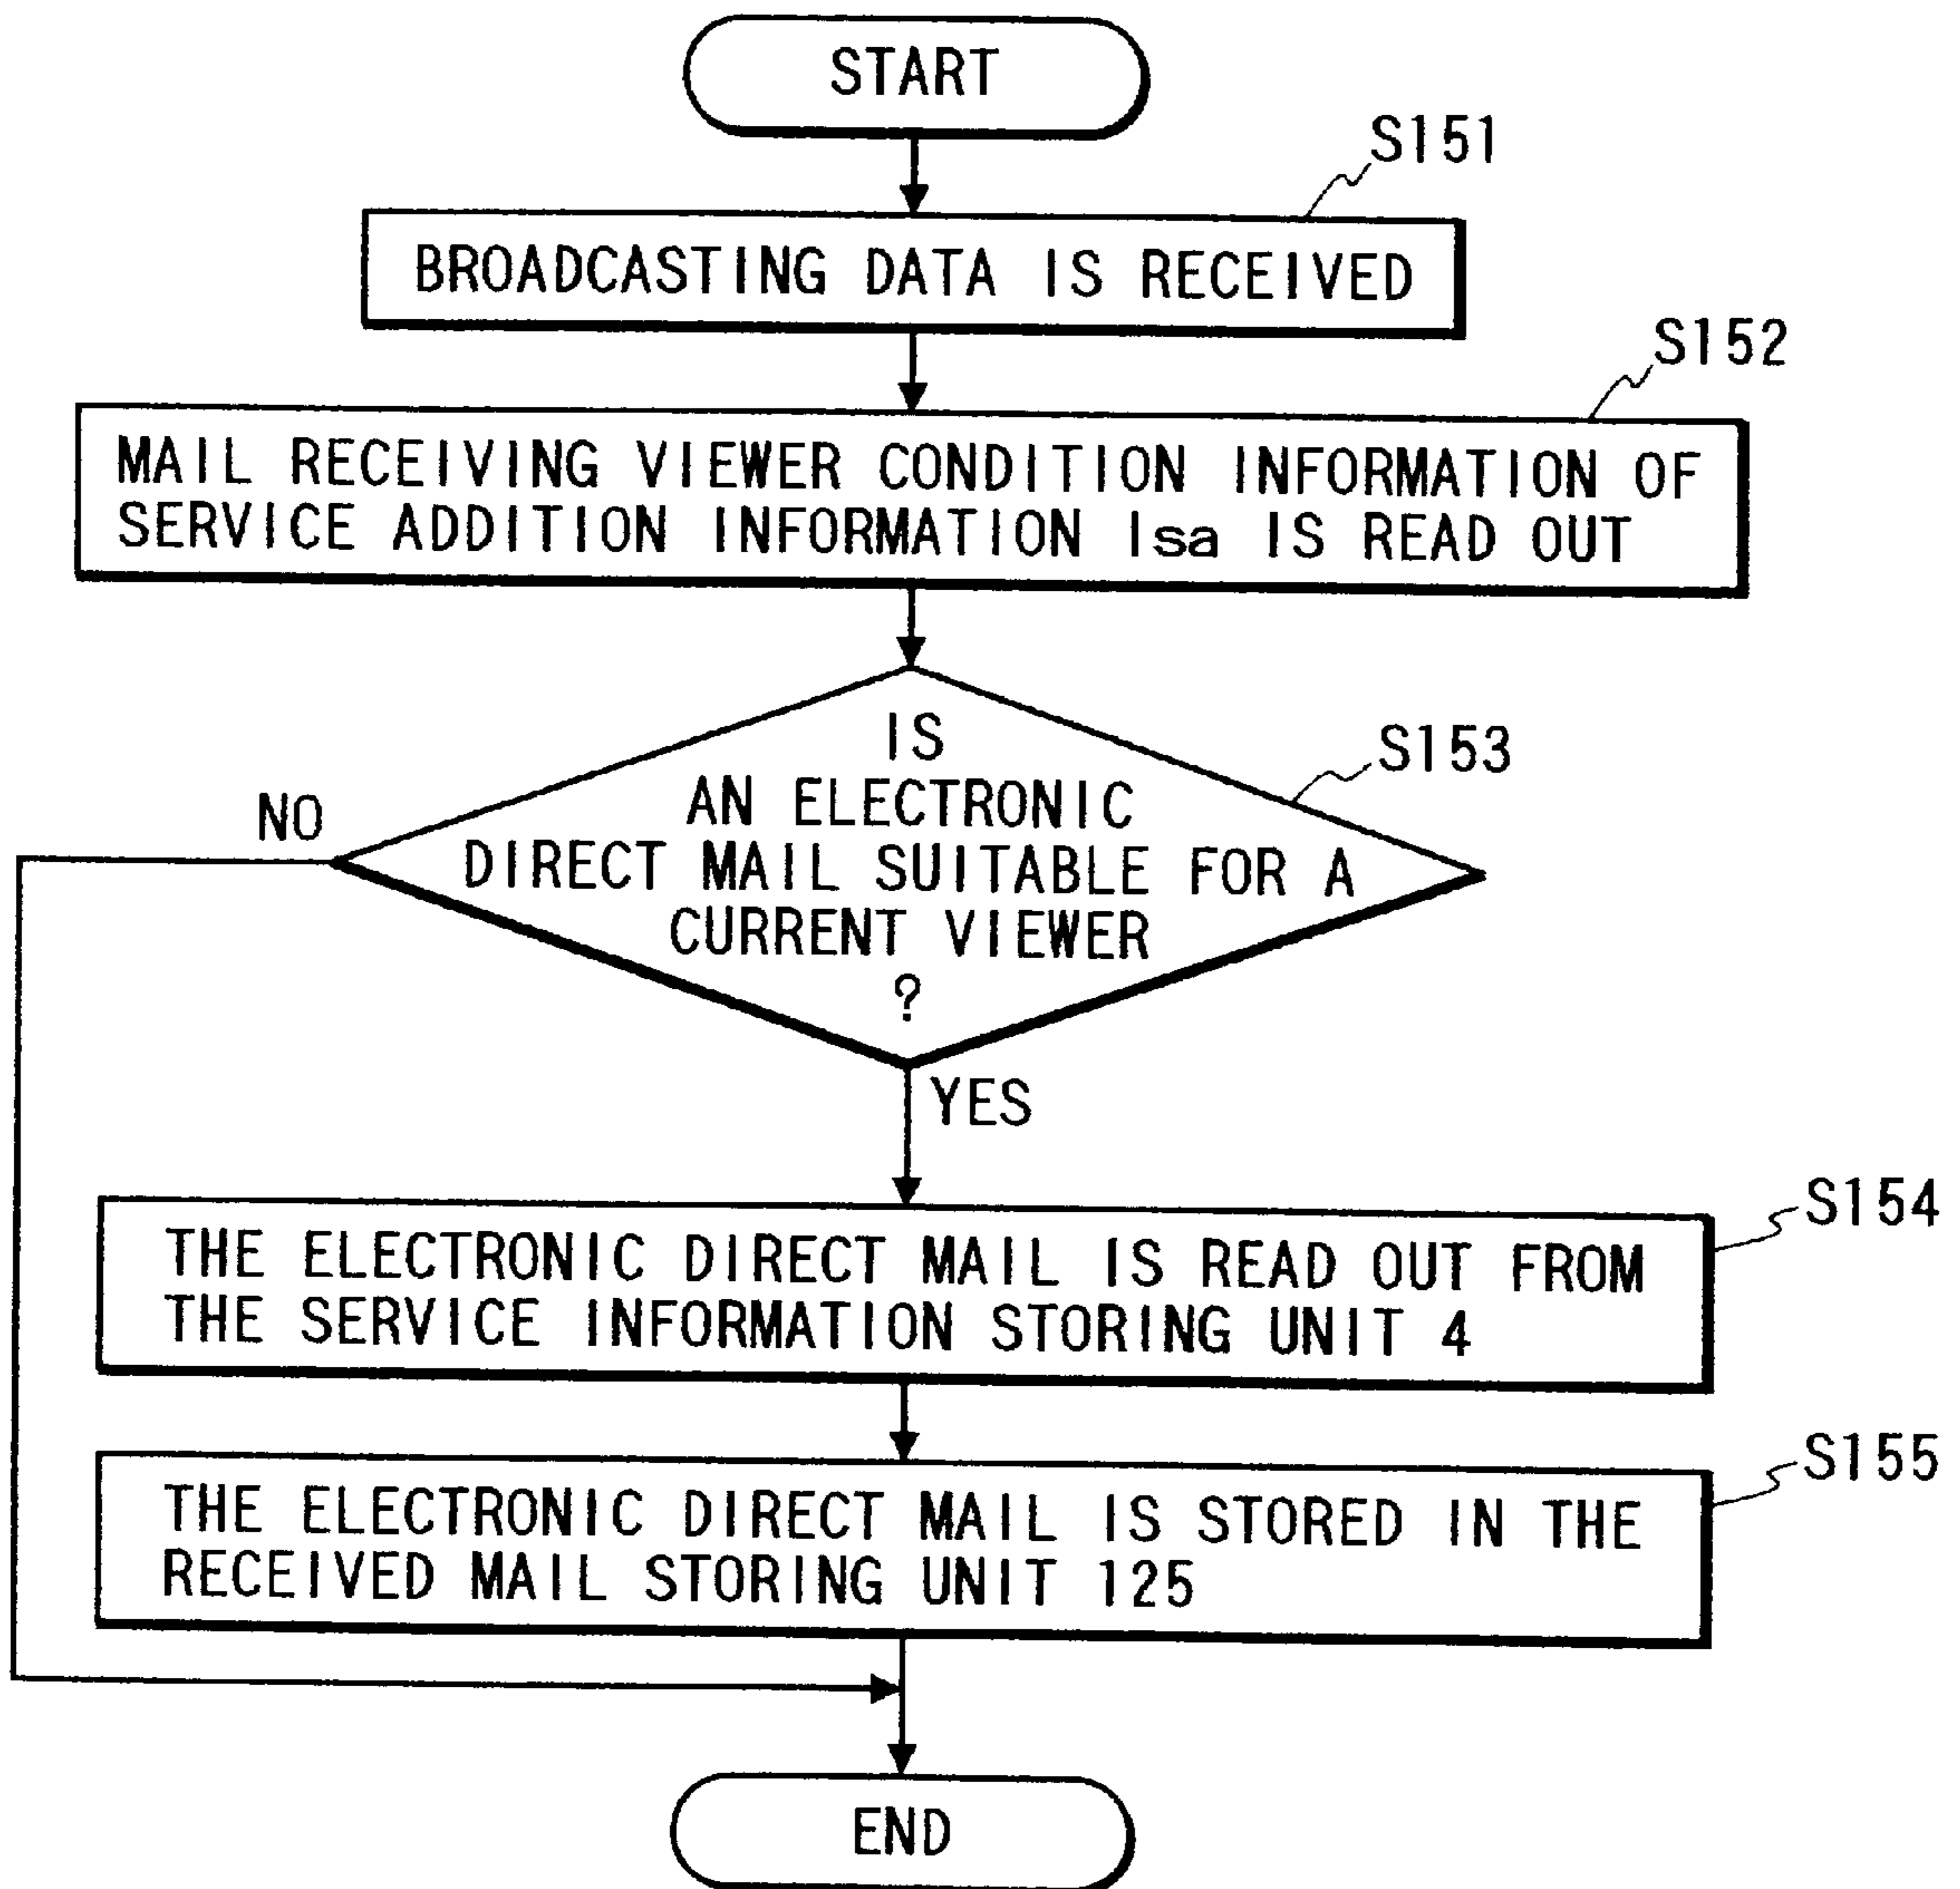 START
S151
BROADCASTING DATA IS RECEIVED
S152
MAIL RECEIVING VIEWER CONDITION INFORMATION OF
SERVICE ADDITION INFORMATION Isa IS READ OUT
S153
IS
AN ELECTRONIC
DIRECT MAIL SUITABLE FOR A
CURRENT VIEWER
?
NO
YES
S154
THE ELECTRONIC DIRECT MAIL IS READ OUT FROM
THE SERVICE INFORMATION STORING UNIT 4
S155
THE ELECTRONIC DIRECT MAIL IS STORED IN THE
RECEIVED MAIL STORING UNIT 125
END